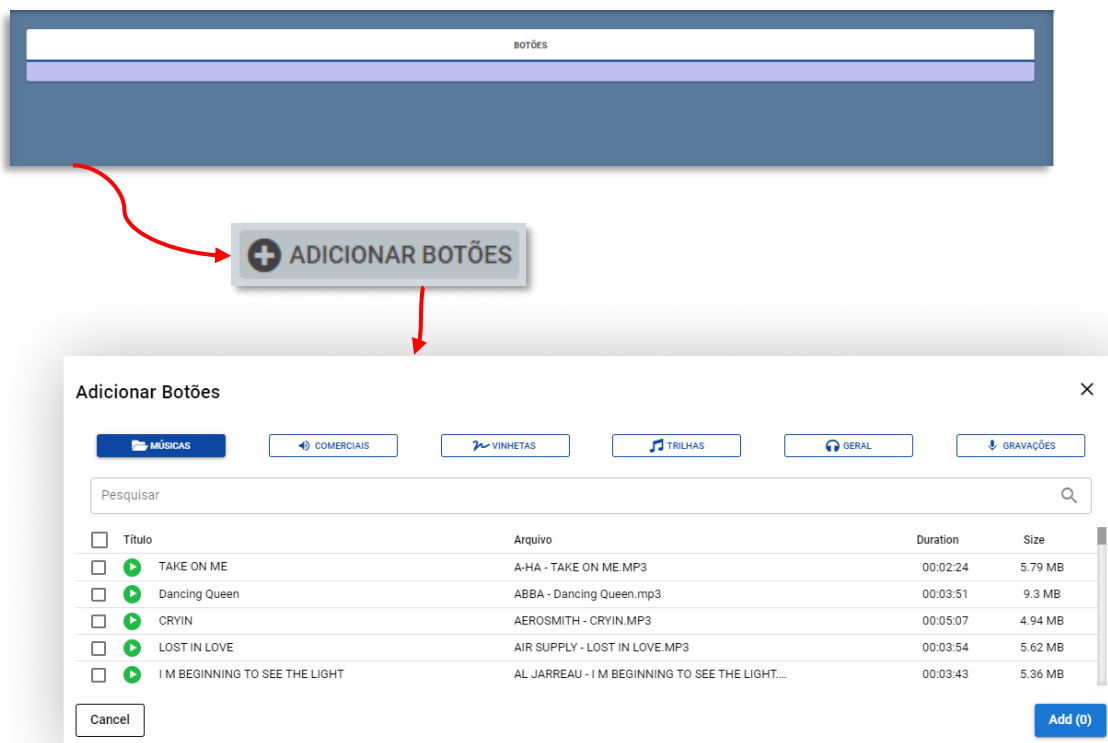 BOTÕES
ADICIONAR BOTÕES
Adicionar Botões
MÚSICAS COMERCIAIS VINHETAS TRILHAS GERAL GRAVAÇÕES
Pesquisar
Título Arquivo Duration Size
TAKE ON ME A-HA - TAKE ON ME.MP3 00:02:24 5.79 MB
Dancing Queen ABBA - Dancing Queen.mp3 00:03:51 9.3 MB
CRYIN AEROSMITH - CRYIN.MP3 00:05:07 4.94 MB
LOST IN LOVE AIR SUPPLY - LOST IN LOVE.MP3 00:03:54 5.62 MB
I M BEGINNING TO SEE THE LIGHT AL JARREAU - I M BEGINNING TO SEE THE LIGHT.... 00:03:43 5.36 MB
Cancel Add (0)